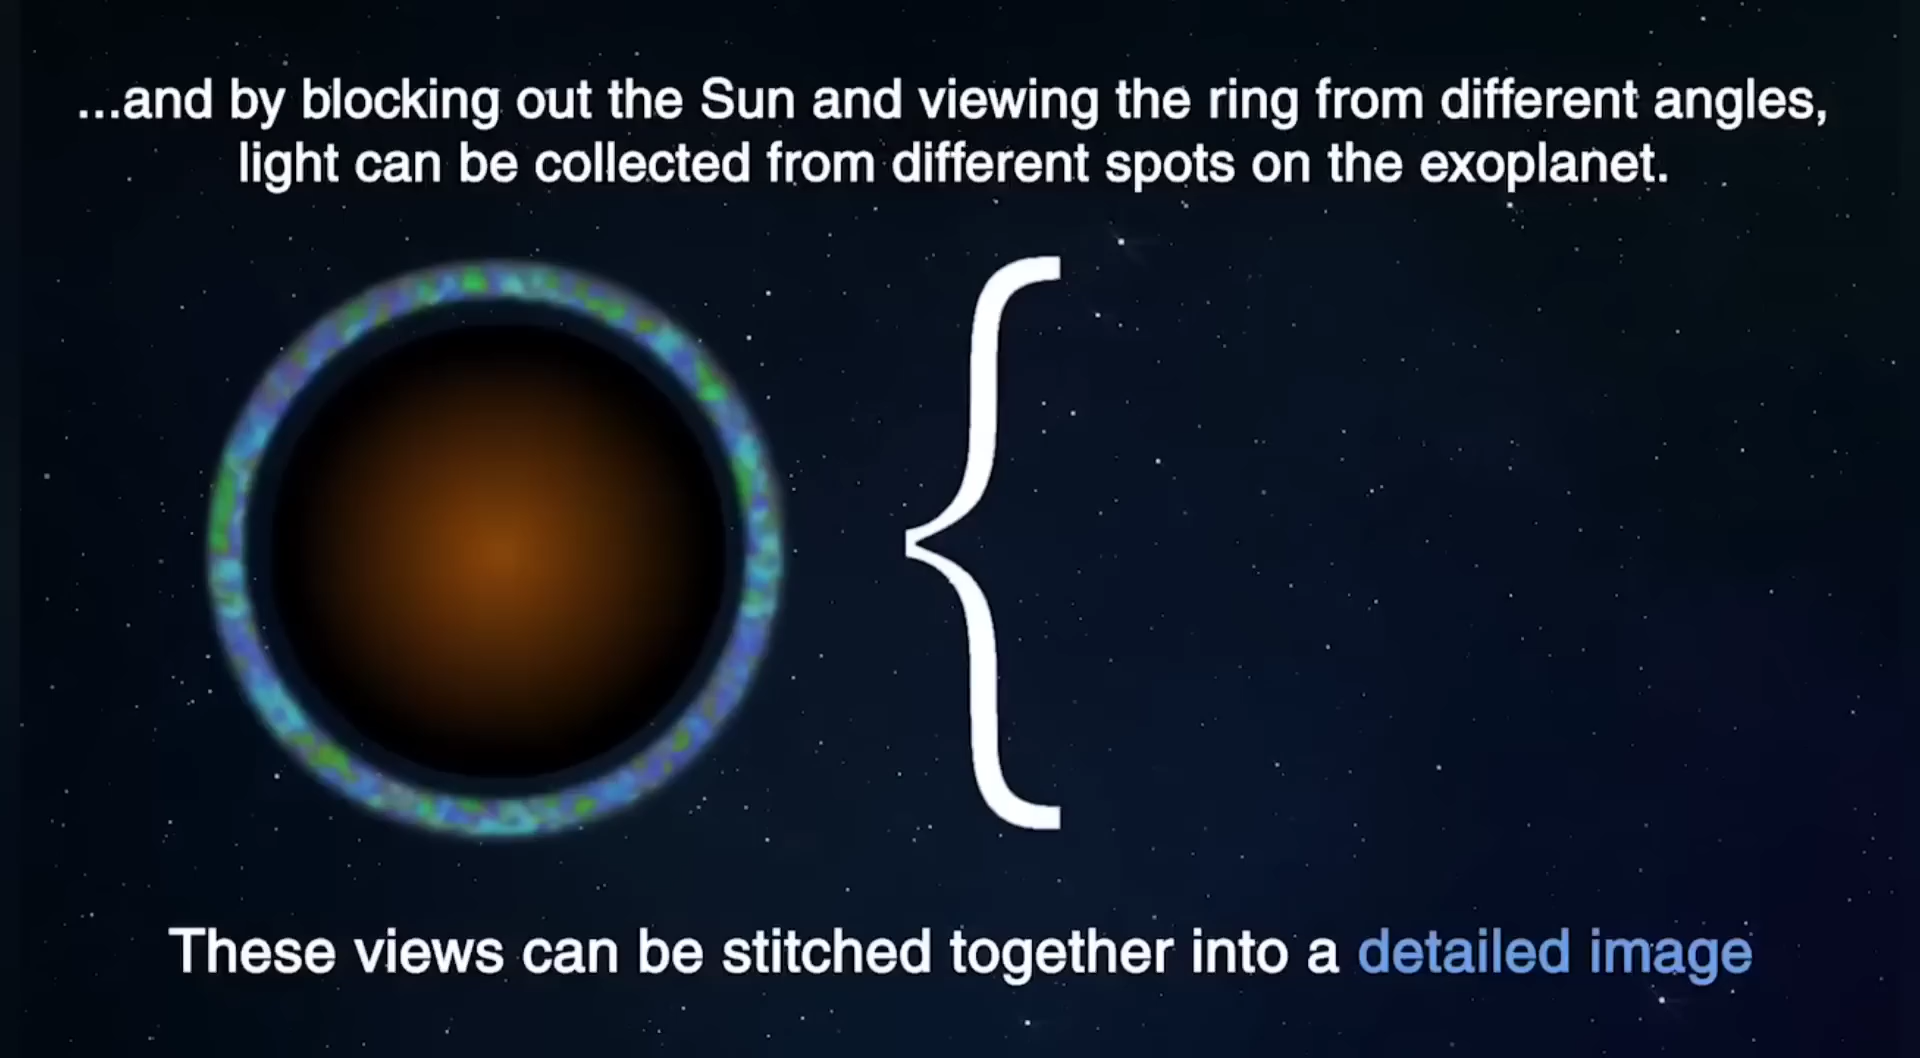 ...and by blocking out the Sun and viewing the ring from different angles,
light can be collected from different spots on the exoplanet.
These views can be stitched together into a detailed image